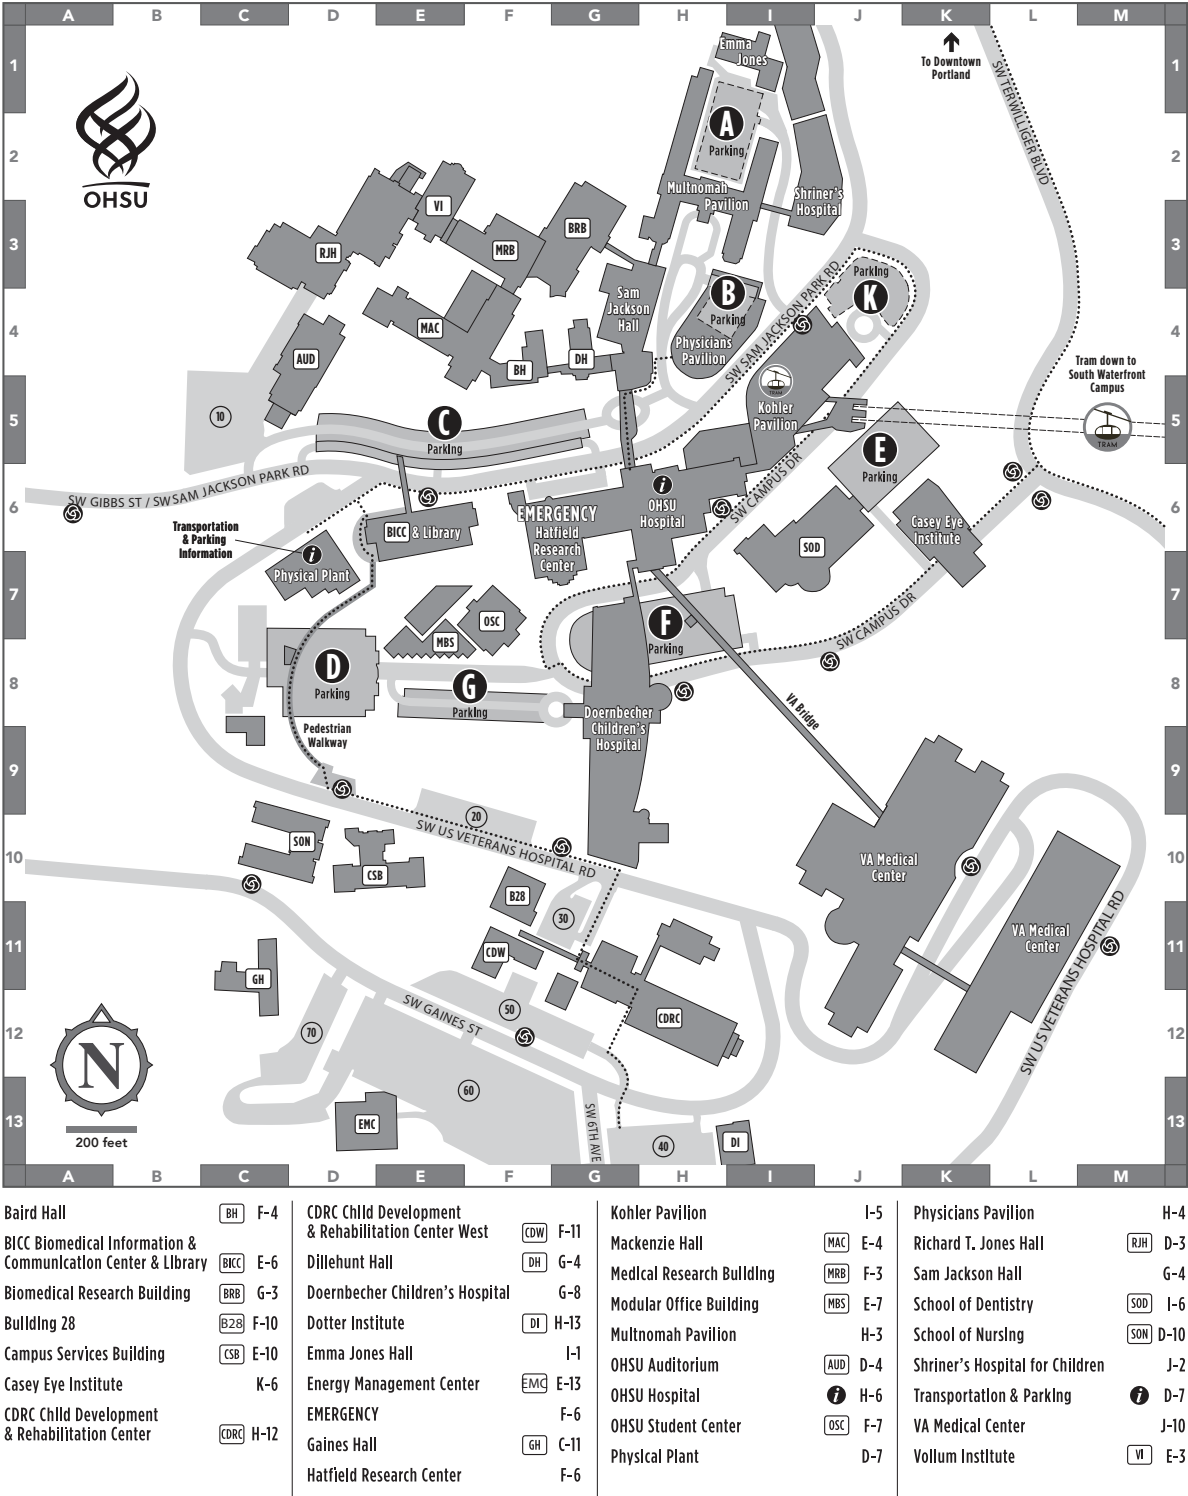 A B C D E F G H I J K L M
1
2
3
4
5
6
7
8
9
10
11
12
13
1
2
3
4
5
6
7
8
9
10
11
12
13
OHSU
To Downtown
Portland
SW TERWILLIGER BLVD
Emma
Jones
A
Parking
Multnomah
Pavilion
Shriner's
Hospital
VI
RJH
MRB
BRB
Sam
Jackson
Hall
B
Parking
Physicians
Pavilion
Parking
K
SW SAM JACKSON PARK RD
MAC
AUD
BH
DH
TRAM
Kohler
Pavilion
Tram down to
South Waterfront
Campus
TRAM
10
C
Parking
E
Parking
SW GIBBS ST / SW SAM JACKSON PARK RD
SW CAMPUS DR
Transportation
& Parking
Information
i
Physical Plant
BICC & Library
EMERGENCY
Hatfield
Research
Center
i
OHSU
Hospital
SOD
Casey Eye
Institute
OSC
MBS
F
Parking
SW CAMPUS DR
D
Parking
G
Parking
Pedestrian
Walkway
Doernbecher
Children's
Hospital
VA Bridge
20
SW US VETERANS HOSPITAL RD
SON
CSB
B28
30
VA Medical
Center
VA Medical
Center
SW US VETERANS HOSPITAL RD
GH
CDW
50
CDRC
SW GAINES ST
70
60
N
200 feet
EMC
SW 6TH AVE
40
DI
A B C D E F G H I J K L M
Baird Hall BH F-4
BICC Biomedical Information &
Communication Center & Library BICC E-6
Biomedical Research Building BRB G-3
Building 28 B28 F-10
Campus Services Building CSB E-10
Casey Eye Institute K-6
CDRC Child Development
& Rehabilitation Center CDRC H-12
CDRC Child Development
& Rehabilitation Center West CDW F-11
Dillehunt Hall DH G-4
Doernbecher Children's Hospital G-8
Dotter Institute DI H-13
Emma Jones Hall I-1
Energy Management Center EMC E-13
EMERGENCY F-6
Gaines Hall GH C-11
Hatfield Research Center F-6
Kohler Pavilion I-5
Mackenzie Hall MAC E-4
Medical Research Building MRB F-3
Modular Office Building MBS E-7
Multnomah Pavilion H-3
OHSU Auditorium AUD D-4
OHSU Hospital i H-6
OHSU Student Center OSC F-7
Physical Plant D-7
Physicians Pavilion H-4
Richard T. Jones Hall RJH D-3
Sam Jackson Hall G-4
School of Dentistry SOD I-6
School of Nursing SON D-10
Shriner's Hospital for Children J-2
Transportation & Parking i D-7
VA Medical Center J-10
Vollum Institute VI E-3